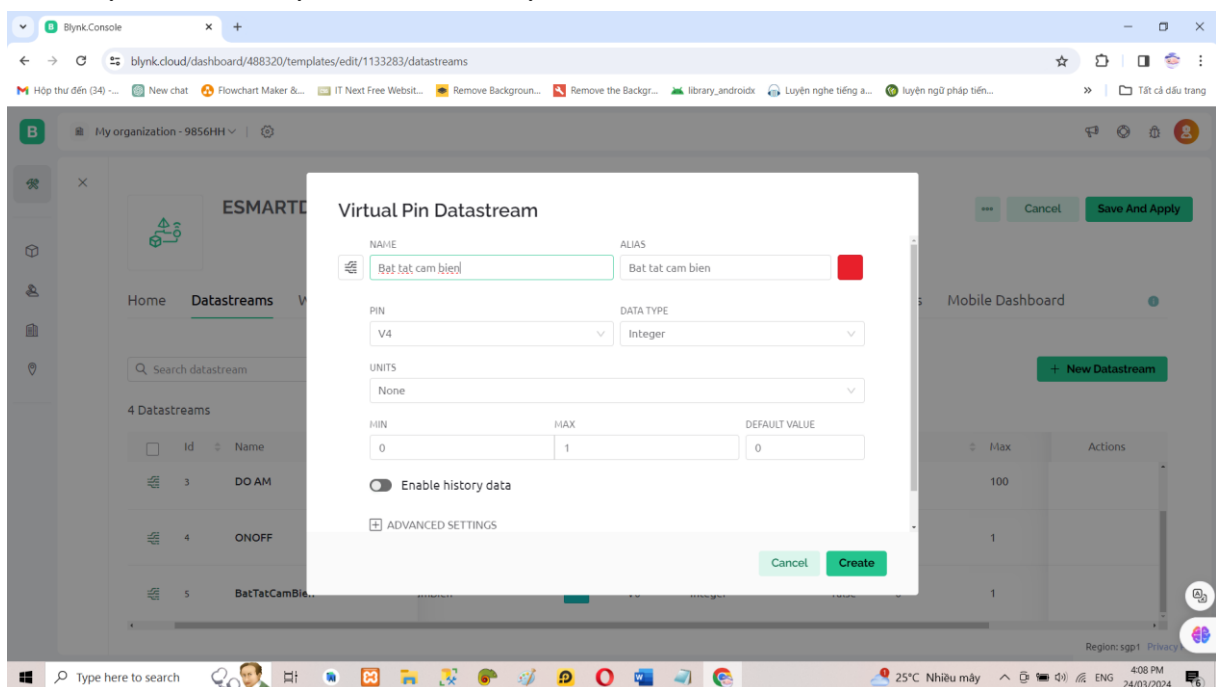 Blynk.Console
blynk.cloud/dashboard/488320/templates/edit/1133283/datastreams
Hộp thư đến (34) -... New chat Flowchart Maker &... IT Next Free Websit... Remove Backgroun... Remove the Backgr... library_androidx Luyện nghe tiếng a... luyện ngữ pháp tiến... » Tất cả dấu trang
B My organization - 9856HH
ESMARTD
Cancel Save And Apply
Virtual Pin Datastream
NAME ALIAS
Bat tat cam bien Bat tat cam bien
Home Datastreams W s Mobile Dashboard
PIN DATA TYPE
V4 Integer
Search datastream + New Datastream
UNITS
None
4 Datastreams
MIN MAX DEFAULT VALUE
0 1 0
Id Name Max Actions
Enable history data
3 DO AM 100
ADVANCED SETTINGS
4 ONOFF 1
Cancel Create
5 BatTatCamBien 1
Region: sgp1 Privacy
Type here to search 25°C Nhiều mây ENG 4:08 PM
24/03/2024 6